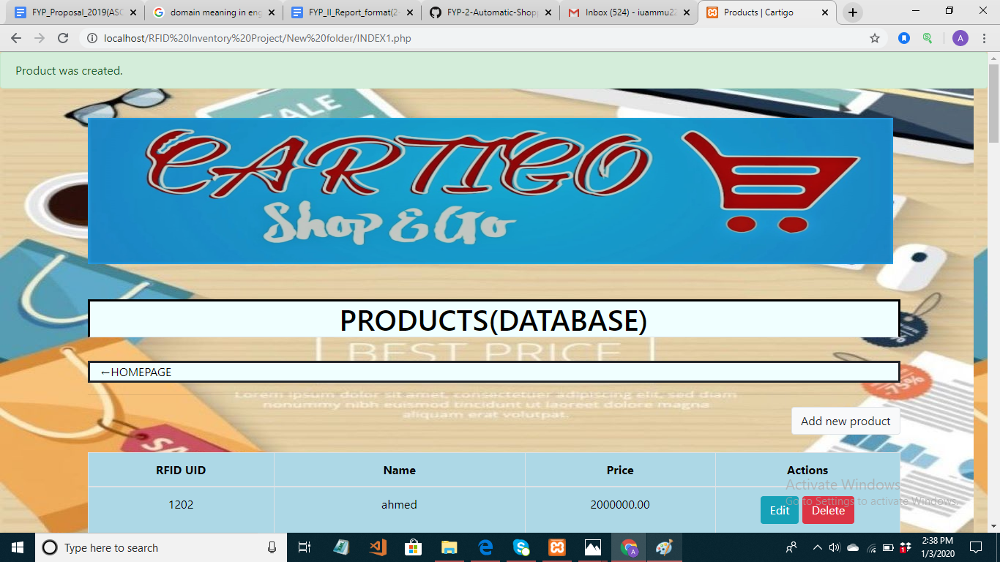 FYP_Proposal_2019(ASC
domain meaning in eng
FYP_II_Report_format(2-
FYP-2-Automatic-Shopp
Inbox (524) - iuammu22
Products | Cartigo
localhost/RFID%20Inventory%20Project/New%20folder/INDEX1.php
A
Product was created.
SALE
CARTIGO
Shop & Go
PRODUCTS(DATABASE)
BEST PRICE
←HOMEPAGE
75%
Lorem ipsum dolor sit amet, consectetuer adipiscing elit, sed diam
nonummy nibh euismod tincidunt ut laoreet dolore magna
aliquam erat volutpat.
Add new product
SA
RFID UID Name Price Actions
Activate Windows
1202 ahmed 2000000.00 Edit Delete
Go to Settings to activate Windows.
Type here to search
2:38 PM
1/3/2020